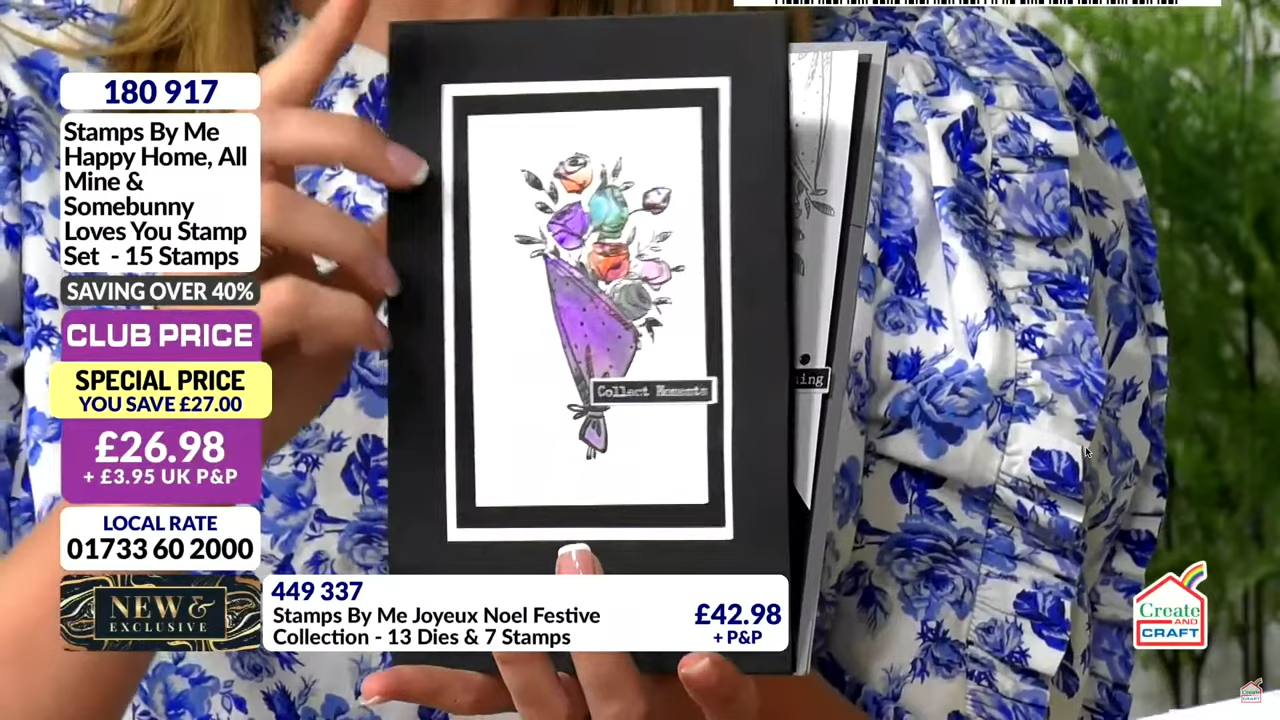 180 917
Stamps By Me
Happy Home, All
Mine &
Somebunny
Loves You Stamp
Set - 15 Stamps
SAVING OVER 40%
CLUB PRICE
SPECIAL PRICE
YOU SAVE £27.00
£26.98
+ £3.95 UK P&P
LOCAL RATE
01733 60 2000
NEW &
EXCLUSIVE
449 337
Stamps By Me Joyeux Noel Festive
Collection - 13 Dies & 7 Stamps
£42.98
+ P&P
Collect Moments
Create
AND
CRAFT
Create
CRAFT